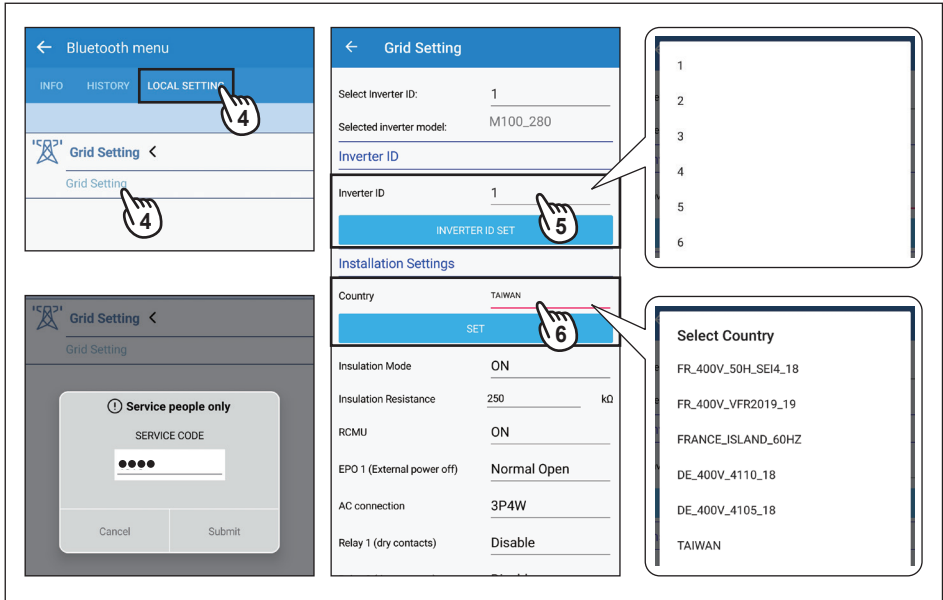 Bluetooth menu
INFO HISTORY LOCAL SETTING
4
Grid Setting
Grid Setting
4
Grid Setting
Grid Setting
Service people only
SERVICE CODE
Cancel Submit
Grid Setting
Select Inverter ID: 1
Selected inverter model: M100_280
Inverter ID
Inverter ID 1
5
INVERTER ID SET
Installation Settings
Country TAIWAN
6
SET
Insulation Mode ON
Insulation Resistance 250 kΩ
RCMU ON
EPO 1 (External power off) Normal Open
AC connection 3P4W
Relay 1 (dry contacts) Disable
1
2
3
4
5
6
Select Country
FR_400V_50H_SEI4_18
FR_400V_VFR2019_19
FRANCE_ISLAND_60HZ
DE_400V_4110_18
DE_400V_4105_18
TAIWAN